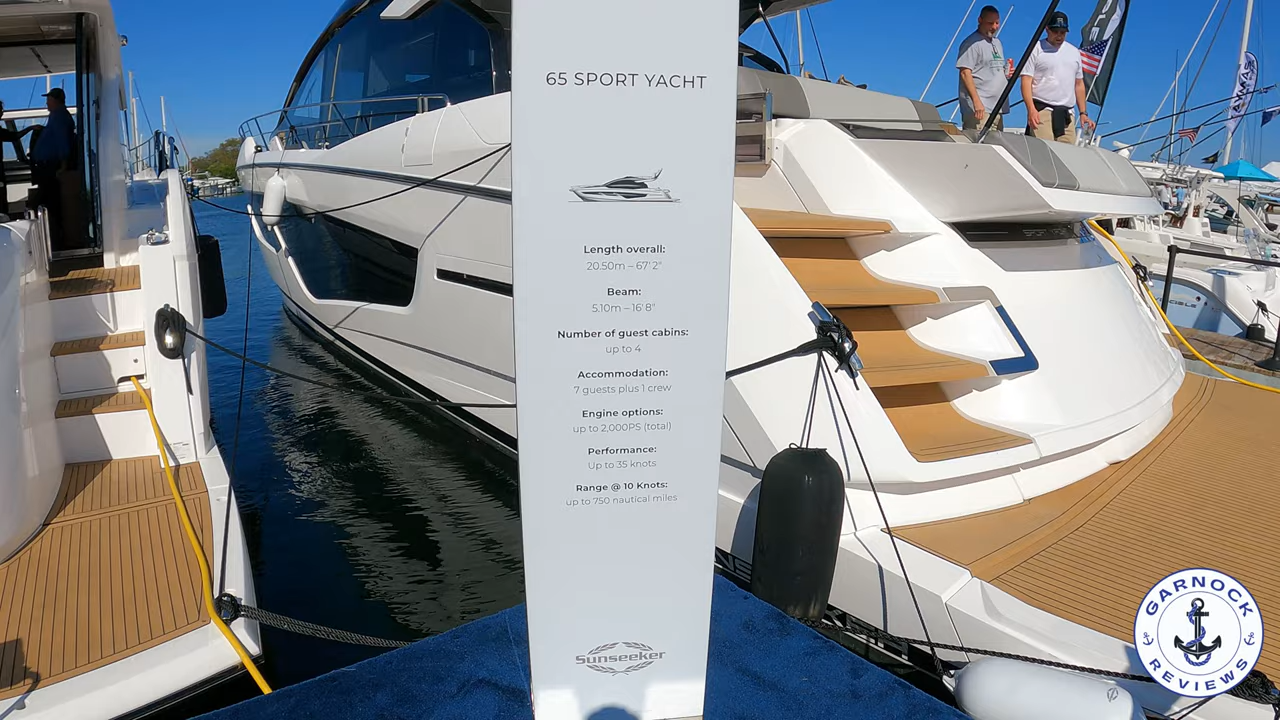 65 SPORT YACHT
Length overall:
20.50m – 67'2"
Beam:
5.10m – 16'8"
Number of guest cabins:
up to 4
Accommodation:
7 guests plus 1 crew
Engine options:
up to 2,000PS (total)
Performance:
Up to 35 knots
Range @ 10 Knots:
up to 750 nautical miles
Sunseeker
GARNOCK
REVIEWS